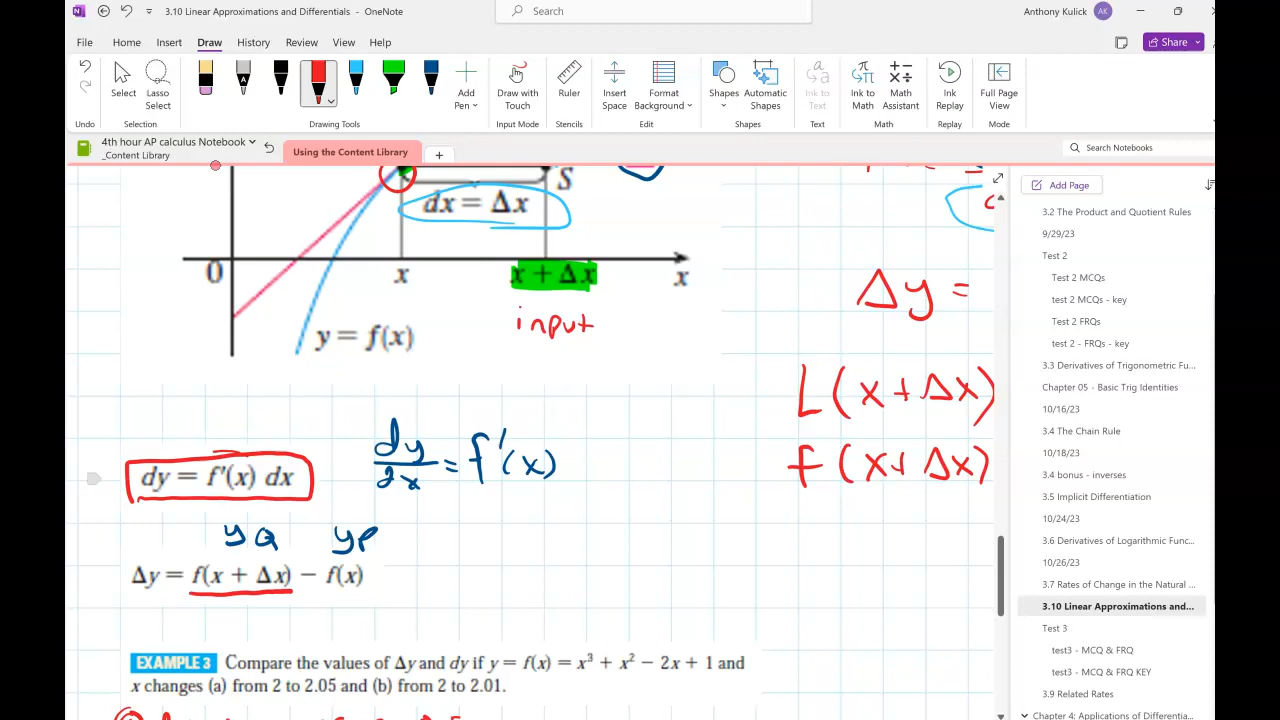 3.10 Linear Approximations and Differentials - OneNote
Search
Anthony Kulick AK
File Home Insert Draw History Review View Help
Share
Undo
Select
Lasso Select
Add Pen
Draw with Touch
Ruler
Insert Space
Format Background
Shapes
Automatic Shapes
Ink to Text
Ink to Math
Math Assistant
Ink Replay
Full Page View
Undo Selection Drawing Tools Input Mode Stencils Edit Shapes Text Math Replay Mode
4th hour AP calculus Notebook
_Content Library
Using the Content Library
Search Notebooks
S
dx = Δx
0 x x + Δx x
input
y = f(x)
Δy =
L(x+Δx)
f(x+Δx)
dy = f'(x) dx
dy/dx = f'(x)
yQ yP
Δy = f(x + Δx) − f(x)
EXAMPLE 3 Compare the values of Δy and dy if y = f(x) = x³ + x² − 2x + 1 and
x changes (a) from 2 to 2.05 and (b) from 2 to 2.01.
Add Page
3.2 The Product and Quotient Rules
9/29/23
Test 2
Test 2 MCQs
test 2 MCQs - key
Test 2 FRQs
test 2 - FRQs - key
3.3 Derivatives of Trigonometric Fu...
Chapter 05 - Basic Trig Identities
10/16/23
3.4 The Chain Rule
10/18/23
3.4 bonus - inverses
3.5 Implicit Differentiation
10/24/23
3.6 Derivatives of Logarithmic Func...
10/26/23
3.7 Rates of Change in the Natural ...
3.10 Linear Approximations and...
Test 3
test3 - MCQ & FRQ
test3 - MCQ & FRQ KEY
3.9 Related Rates
Chapter 4: Applications of Differentia...